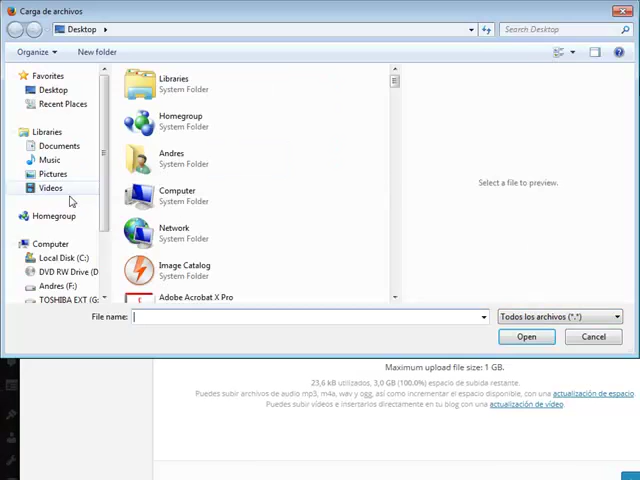 Carga de archivos
Desktop
Search Desktop
Organize
New folder
Favorites
Desktop
Recent Places
Libraries
Documents
Music
Pictures
Videos
Homegroup
Computer
Local Disk (C:)
DVD RW Drive (D
Andres (F:)
TOSHIBA EXT (G:
Libraries
System Folder
Homegroup
System Folder
Andres
System Folder
Computer
System Folder
Network
System Folder
Image Catalog
System Folder
Adobe Acrobat X Pro
Select a file to preview.
File name:
Todos los archivos (*.*)
Open
Cancel
Maximum upload file size: 1 GB.
23,6 kB utilizados, 3,0 GB (100.0%) espacio de subida restante.
Puedes subir archivos de audio mp3, m4a, wav y ogg, así como incrementar el espacio disponible, con una actualización de espacio
Puedes subir vídeos e insertarlos directamente en tu blog con una actualización de vídeo.